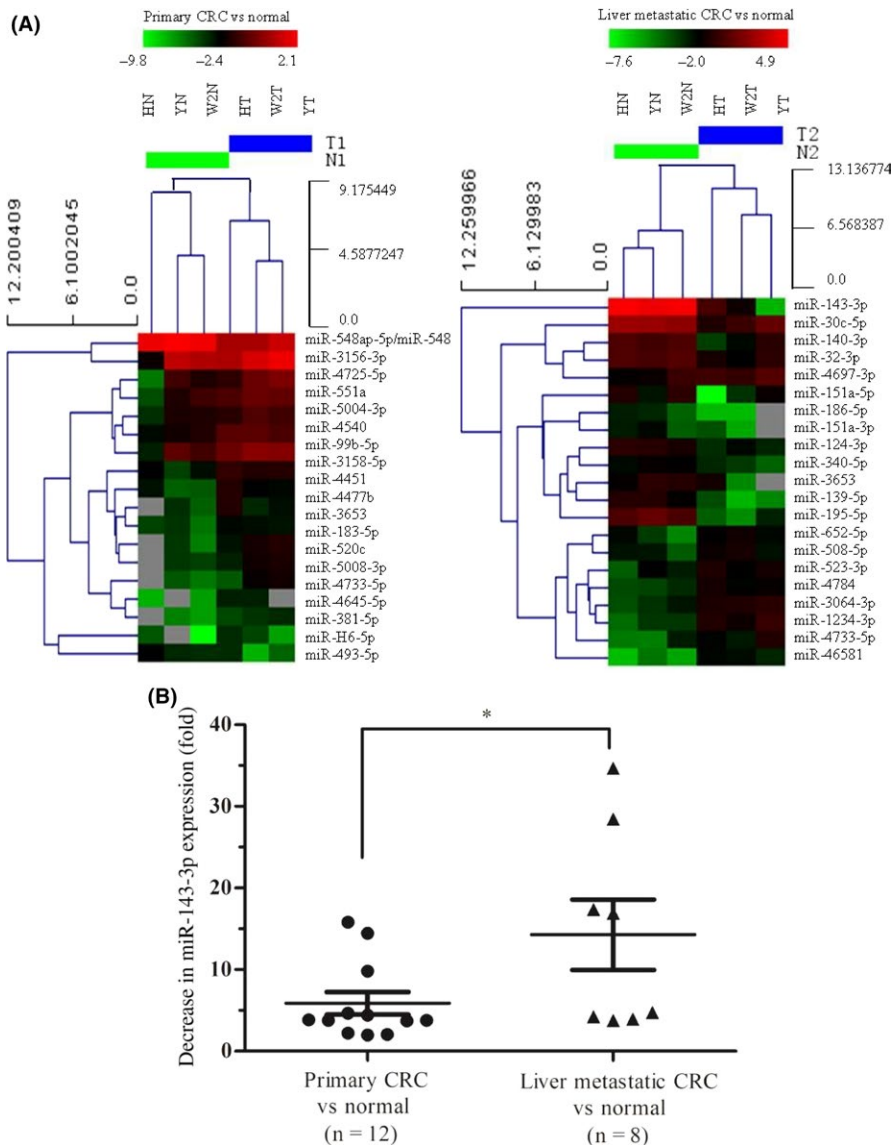 (A)
Primary CRC vs normal
−9.8 −2.4 2.1
HN YN W2N HT W2T YT
T1
N1
12.200409 6.1002045 0.0
9.175449
4.5877247
0.0
miR-548ap-5p/miR-548
miR-3156-3p
miR-4725-5p
miR-551a
miR-5004-3p
miR-4540
miR-99b-5p
miR-3158-5p
miR-4451
miR-4477b
miR-3653
miR-183-5p
miR-520c
miR-5008-3p
miR-4733-5p
miR-4645-5p
miR-381-5p
miR-H6-5p
miR-493-5p
Liver metastatic CRC vs normal
−7.6 −2.0 4.9
HN YN W2N HT W2T YT
T2
N2
12.259966 6.129983 0.0
13.136774
6.568387
0.0
miR-143-3p
miR-30c-5p
miR-140-3p
miR-32-3p
miR-4697-3p
miR-151a-5p
miR-186-5p
miR-151a-3p
miR-124-3p
miR-340-5p
miR-3653
miR-139-5p
miR-195-5p
miR-652-5p
miR-508-5p
miR-523-3p
miR-4784
miR-3064-3p
miR-1234-3p
miR-4733-5p
miR-46581
(B)
Decrease in miR-143-3p expression (fold)
40
30
20
10
0
*
Primary CRC
vs normal
(n = 12)
Liver metastatic CRC
vs normal
(n = 8)